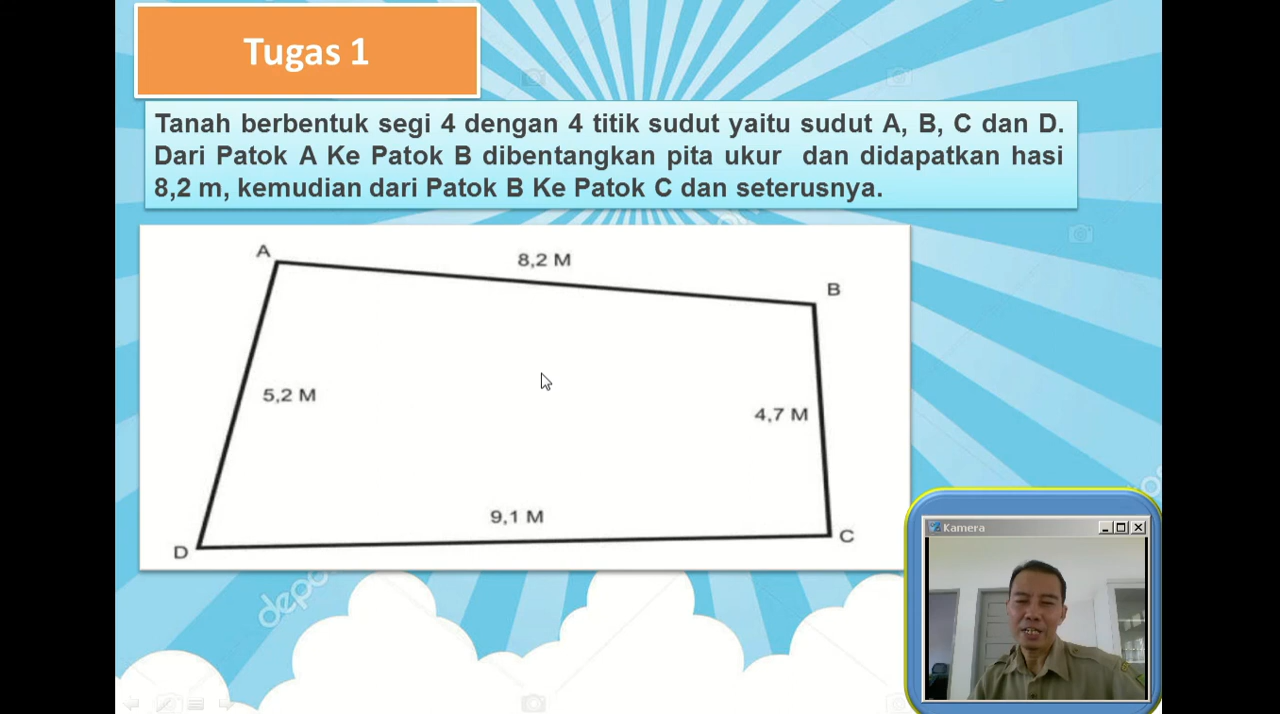 Tugas 1
Tanah berbentuk segi 4 dengan 4 titik sudut yaitu sudut A, B, C dan D.
Dari Patok A Ke Patok B dibentangkan pita ukur dan didapatkan hasi
8,2 m, kemudian dari Patok B Ke Patok C dan seterusnya.
A
8,2 M
B
5,2 M
4,7 M
9,1 M
D
C
Kamera